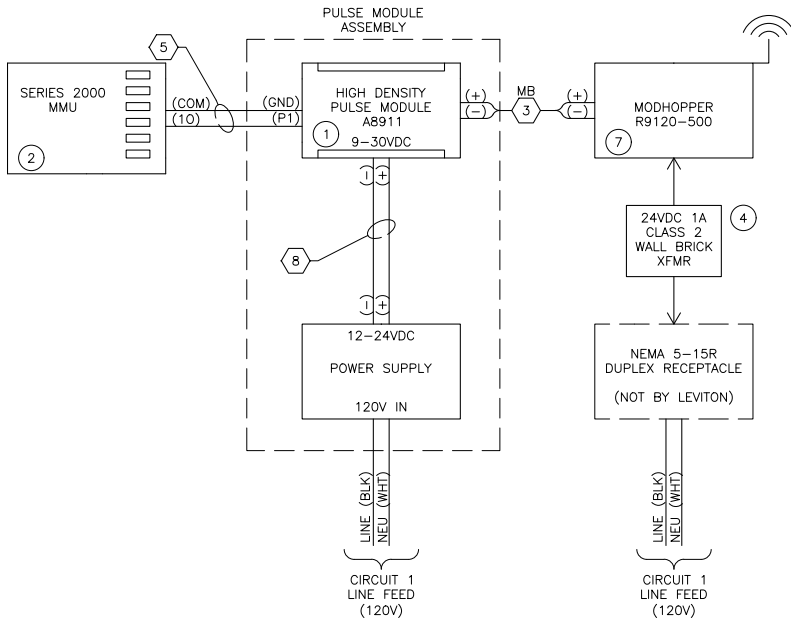 PULSE MODULE
ASSEMBLY
5
SERIES 2000
MMU
2
(COM)
(10)
(GND)
(P1)
HIGH DENSITY
PULSE MODULE
A8911
1
9-30VDC
(+)
(-)
MB
3
(+)
(-)
MODHOPPER
R9120-500
7
(-)
(+)
8
(-)
(+)
24VDC 1A
CLASS 2
WALL BRICK
XFMR
4
12-24VDC
POWER SUPPLY
120V IN
NEMA 5-15R
DUPLEX RECEPTACLE
(NOT BY LEVITON)
LINE (BLK)
NEU (WHT)
LINE (BLK)
NEU (WHT)
CIRCUIT 1
LINE FEED
(120V)
CIRCUIT 1
LINE FEED
(120V)